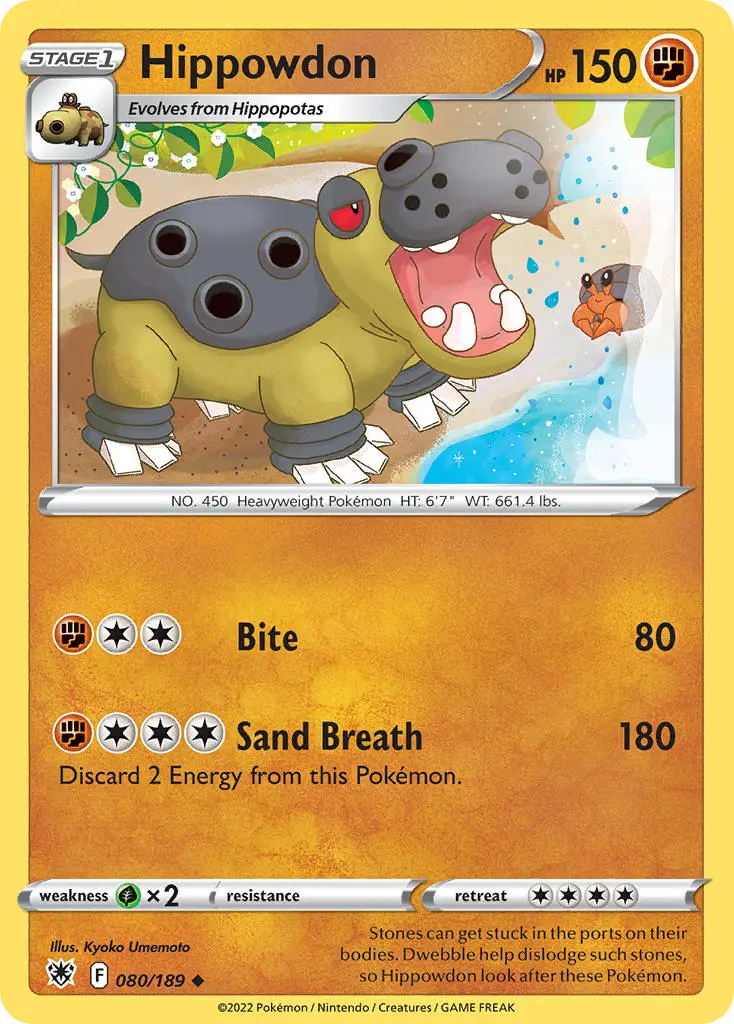 STAGE 1
Hippowdon
HP 150
Evolves from Hippopotas
NO. 450 Heavyweight Pokémon HT: 6'7" WT: 661.4 lbs.
Bite 80
Sand Breath 180
Discard 2 Energy from this Pokémon.
weakness ×2 resistance retreat
Illus. Kyoko Umemoto
Stones can get stuck in the ports on their
bodies. Dwebble help dislodge such stones,
so Hippowdon look after these Pokémon.
F 080/189
©2022 Pokémon / Nintendo / Creatures / GAME FREAK